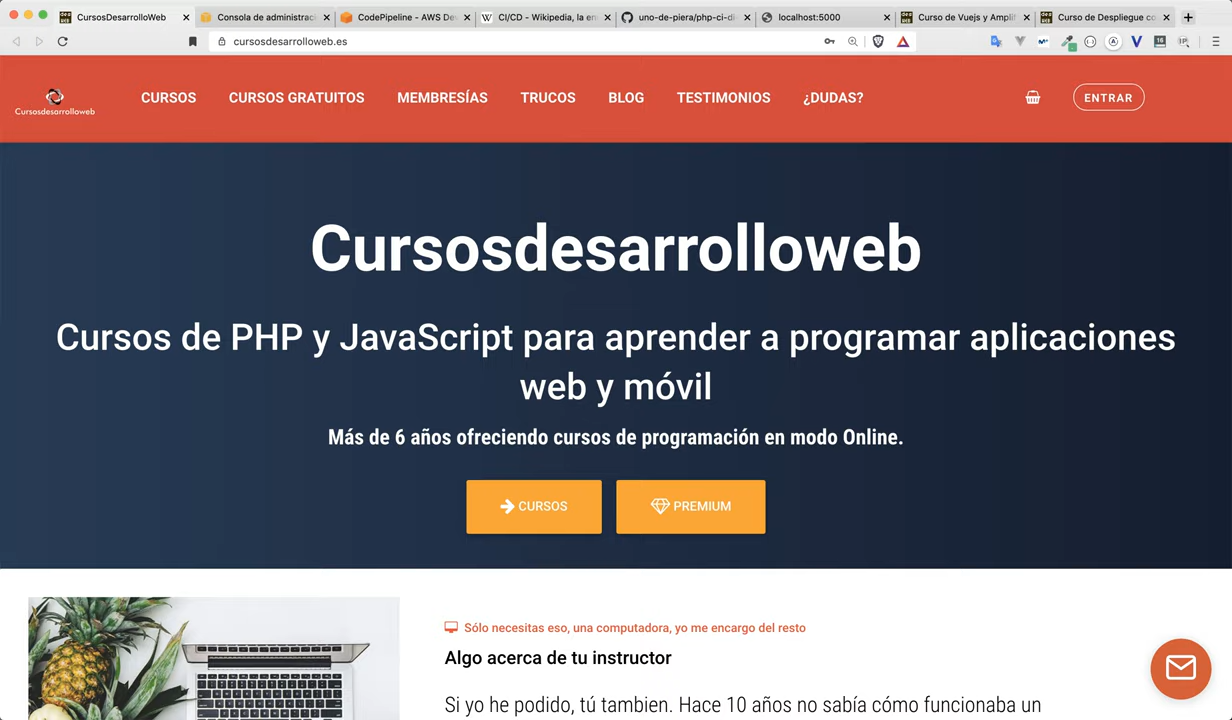 CursosDesarrolloWeb
Consola de administraci
CodePipeline - AWS De
CI/CD - Wikipedia, la en
uno-de-piera/php-ci-d
localhost:5000
Curso de Vuejs y Amplif
Curso de Despliegue co
cursosdesarrolloweb.es
Cursosdesarrolloweb
CURSOS
CURSOS GRATUITOS
MEMBRESÍAS
TRUCOS
BLOG
TESTIMONIOS
¿DUDAS?
ENTRAR
Cursosdesarrolloweb
Cursos de PHP y JavaScript para aprender a programar aplicaciones
web y móvil
Más de 6 años ofreciendo cursos de programación en modo Online.
CURSOS
PREMIUM
Sólo necesitas eso, una computadora, yo me encargo del resto
Algo acerca de tu instructor
Si yo he podido, tú tambien. Hace 10 años no sabía cómo funcionaba un